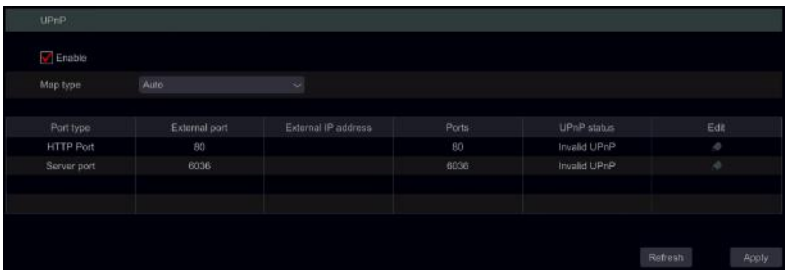 UPnP
Enable
Map type Auto
Port type External port External IP address Ports UPnP status Edit
HTTP Port 80 80 Invalid UPnP
Server port 6036 6036 Invalid UPnP
Refresh Apply